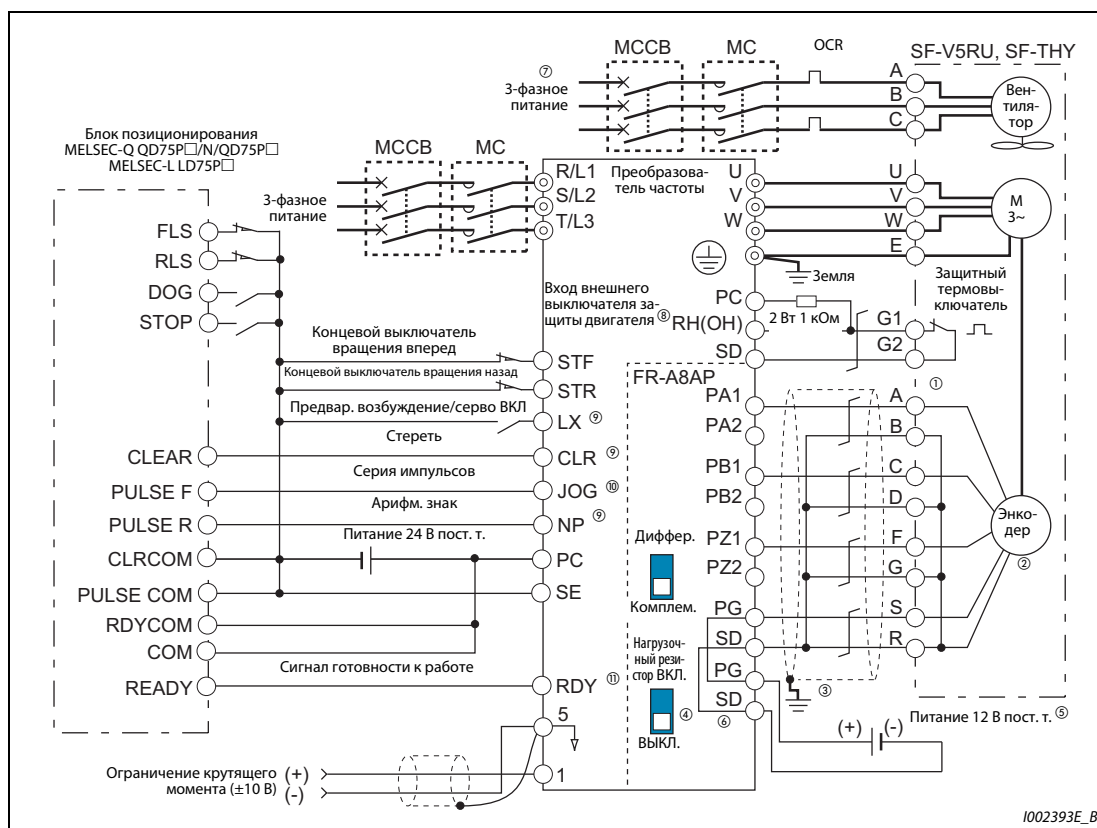 MCCB
MC
OCR
SF-V5RU, SF-THY
⑦
3-фазное
питание
A
B
C
Вен-
тиля-
тор
Блок позиционирования
MELSEC-Q QD75P□/N/QD75P□
MELSEC-L LD75P□
MCCB
MC
3-фазное
питание
R/L1
S/L2
T/L3
Преобразова-
тель частоты
U
V
W
U
V
W
E
M
3~
Земля
FLS
RLS
DOG
STOP
Вход внешнего
выключателя за-
щиты двигателя ⑧
PC
RH(OH)
SD
2 Вт 1 кОм
G1
G2
Защитный
термовы-
ключатель
Концевой выключатель
вращения вперед
STF
Концевой выключатель вращения назад
STR
Предвар. возбуждение/серво ВКЛ
LX ⑨
Стереть
CLEAR
CLR ⑨
Серия импульсов
PULSE F
JOG ⑩
Арифм. знак
PULSE R
NP ⑨
Питание 24 В пост. т.
CLRCOM
PC
PULSE COM
SE
RDYCOM
COM
Сигнал готовности к работе
READY
RDY ⑪
5
1
Ограничение крутящего
момента (±10 В)
(+)
(-)
FR-A8AP
PA1
PA2
PB1
PB2
PZ1
PZ2
PG
SD
PG
SD
Диффер.
Комплем.
Нагрузоч-
ный рези-
стор ВКЛ.
④
ВЫКЛ.
⑥
③
①
A
B
C
D
F
G
S
R
Энко-
дер
②
Питание 12 В пост. т. ⑤
(+)
(-)
I002393E_B